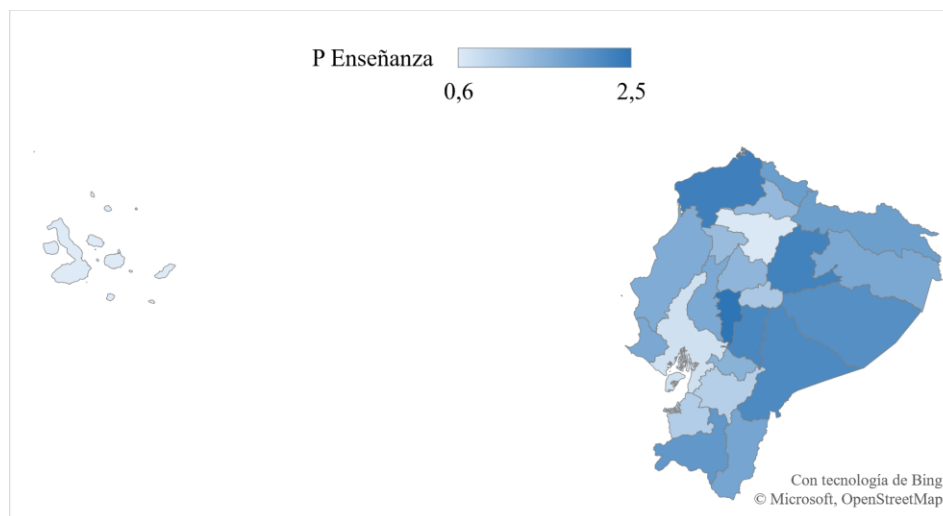 P Enseñanza
0,6 2,5
Con tecnología de Bing
© Microsoft, OpenStreetMap